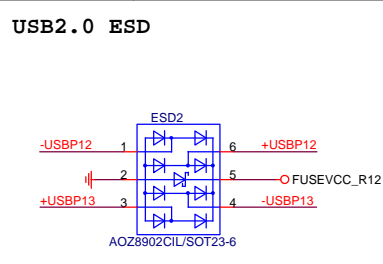 USB2.0 ESD
ESD2
-USBP12 1 6 +USBP12
2 5 FUSEVCC_R12
+USBP13 3 4 -USBP13
AOZ8902CIL/SOT23-6